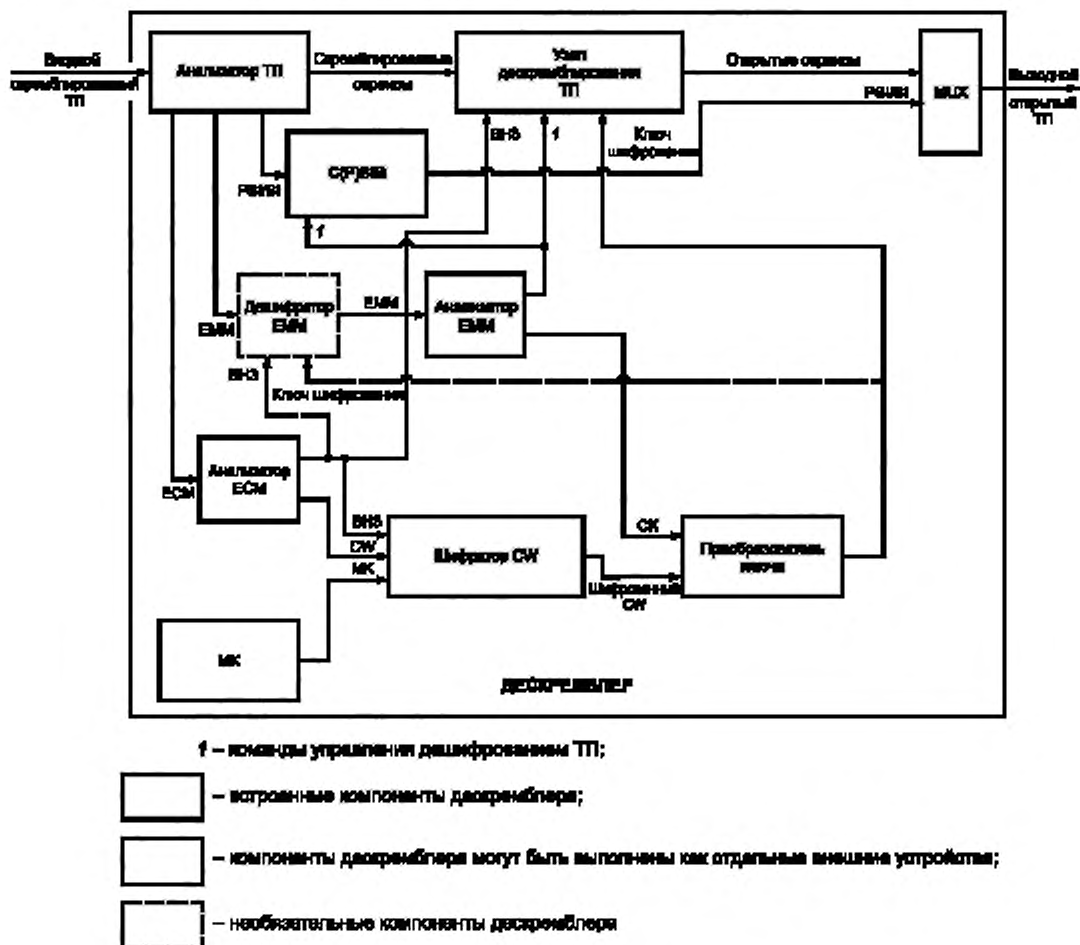 Входной
скремблированный
ТП
Анализатор ТП
Скремблированные
сервисы
Узел
дескремблирования
ТП
Открытые сервисы
PSI/SI
MUX
Выходной
открытый
ТП
ВНЗ
1
Ключ
шифрования
PSI/SI
1
Дешифратор
EMM
EMM
EMM
Анализатор
EMM
ВНЗ
Ключ шифрования
Анализатор
ECM
ECM
ВНЗ
CW
МК
Шифратор CW
СК
Шифрованный
CW
Преобразователь
ключа
МК
ДЕСКРЕМБЛЕР
1 – команды управления дешифрованием ТП;
– встроенные компоненты дескремблера;
– компоненты дескремблера могут быть выполнены как отдельные внешние устройства;
– необязательные компоненты дескремблера